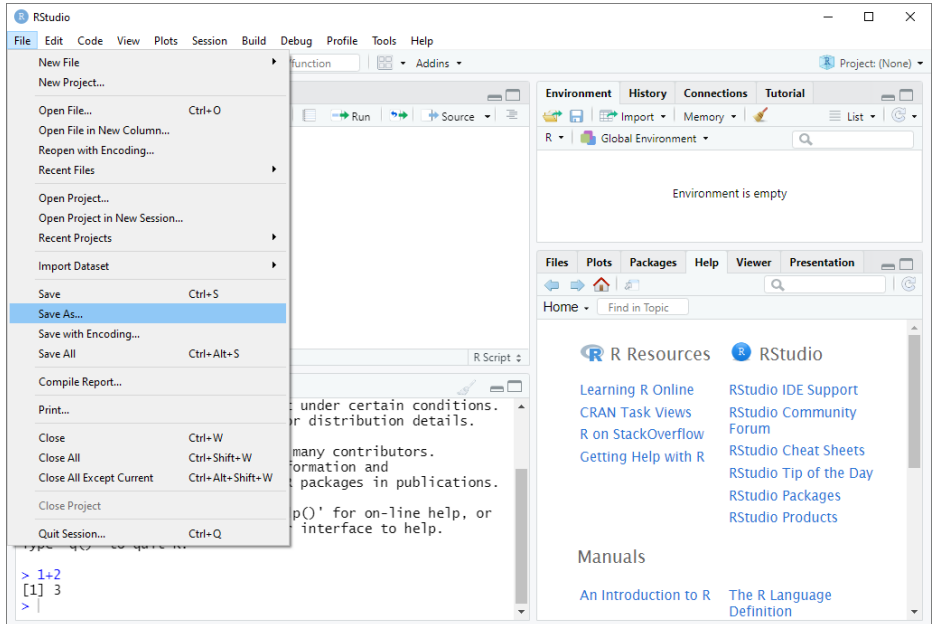 RStudio
File Edit Code View Plots Session Build Debug Profile Tools Help
function Addins Project: (None)
New File
New Project...
Open File... Ctrl+O
Open File in New Column...
Reopen with Encoding...
Recent Files
Open Project...
Open Project in New Session...
Recent Projects
Import Dataset
Save Ctrl+S
Save As...
Save with Encoding...
Save All Ctrl+Alt+S
Compile Report...
Print...
Close Ctrl+W
Close All Ctrl+Shift+W
Close All Except Current Ctrl+Alt+Shift+W
Close Project
Quit Session... Ctrl+Q
Run Source
R Script
under certain conditions.
or distribution details.
many contributors.
formation and
packages in publications.
p()' for on-line help, or
interface to help.
> 1+2
[1] 3
>
Environment History Connections Tutorial
Import Memory List
R Global Environment
Environment is empty
Files Plots Packages Help Viewer Presentation
Home Find in Topic
R R Resources
Learning R Online
CRAN Task Views
R on StackOverflow
Getting Help with R
R RStudio
RStudio IDE Support
RStudio Community
Forum
RStudio Cheat Sheets
RStudio Tip of the Day
RStudio Packages
RStudio Products
Manuals
An Introduction to R
The R Language
Definition